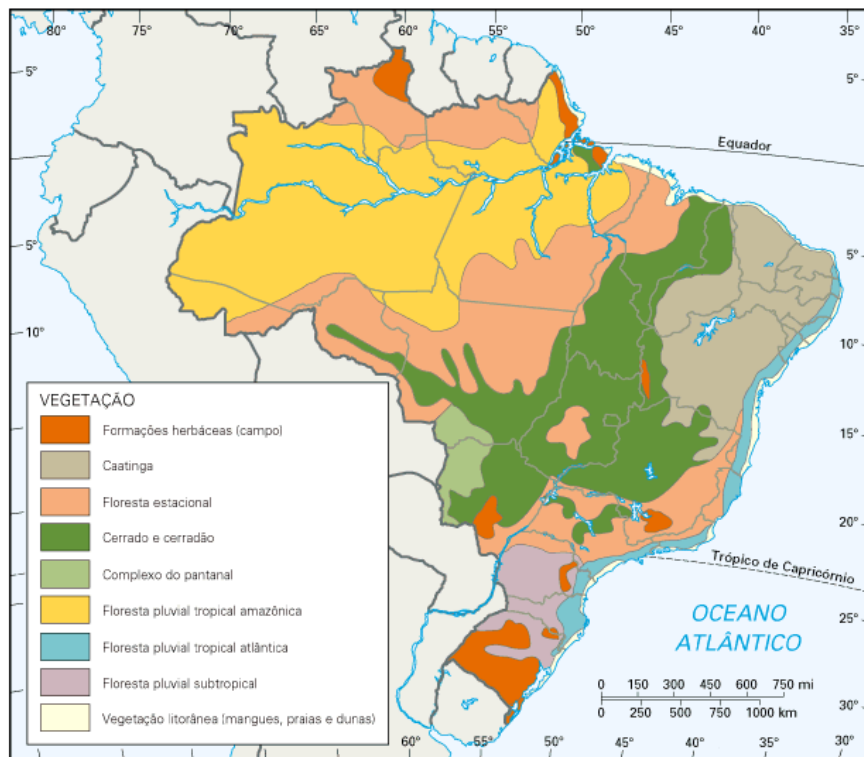 80° 75° 70° 65° 60° 55° 50° 45° 40° 35°
5° 5°
Equador
5° 5°
10° 10°
VEGETAÇÃO
Formações herbáceas (campo)
Caatinga
Floresta estacional
Cerrado e cerradão
Complexo do pantanal
Floresta pluvial tropical amazônica
Floresta pluvial tropical atlântica
Floresta pluvial subtropical
Vegetação litorânea (mangues, praias e dunas)
15°
20°
Trópico de Capricórnio
25°
OCEANO
ATLÂNTICO
0 150 300 450 600 750 mi
0 250 500 750 1000 km
30°
60° 55° 50° 45° 40° 35° 30°